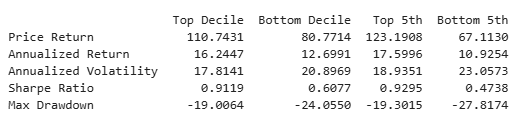 Top Decile Bottom Decile Top 5th Bottom 5th
Price Return 110.7431 80.7714 123.1908 67.1130
Annualized Return 16.2447 12.6991 17.5996 10.9254
Annualized Volatility 17.8141 20.8969 18.9351 23.0573
Sharpe Ratio 0.9119 0.6077 0.9295 0.4738
Max Drawdown -19.0064 -24.0550 -19.3015 -27.8174